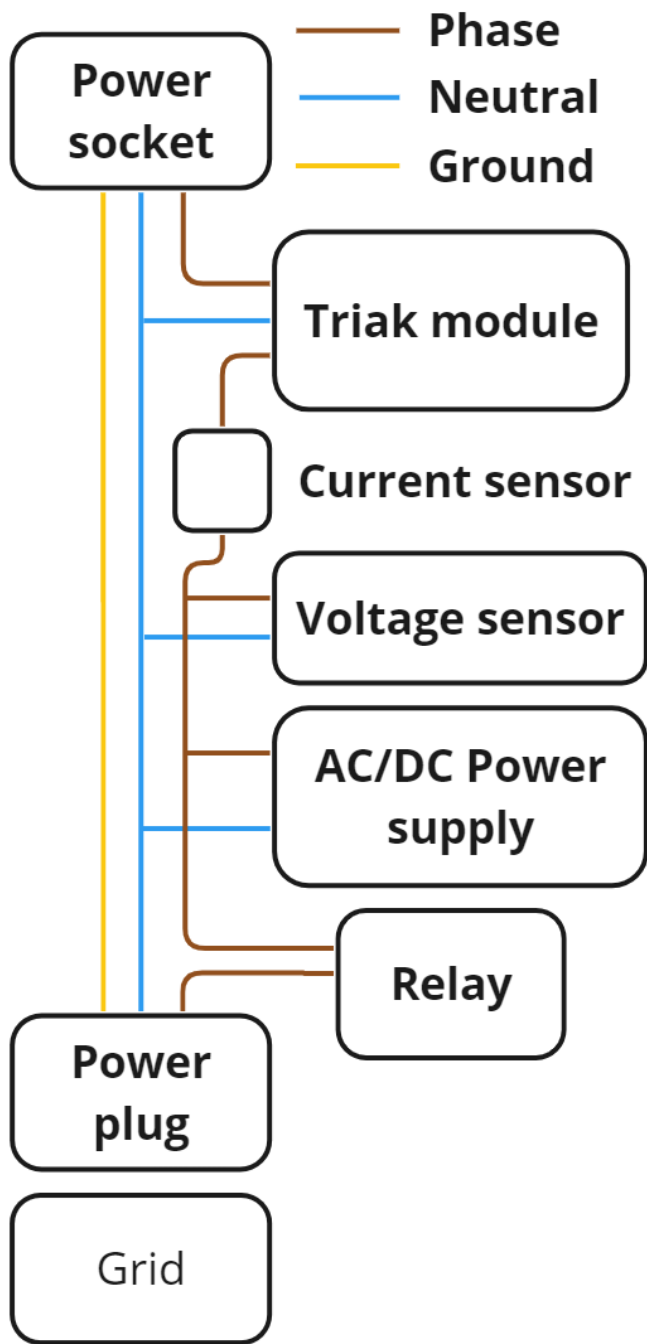 Power
socket
Phase
Neutral
Ground
Triak module
Current sensor
Voltage sensor
AC/DC Power
supply
Relay
Power
plug
Grid